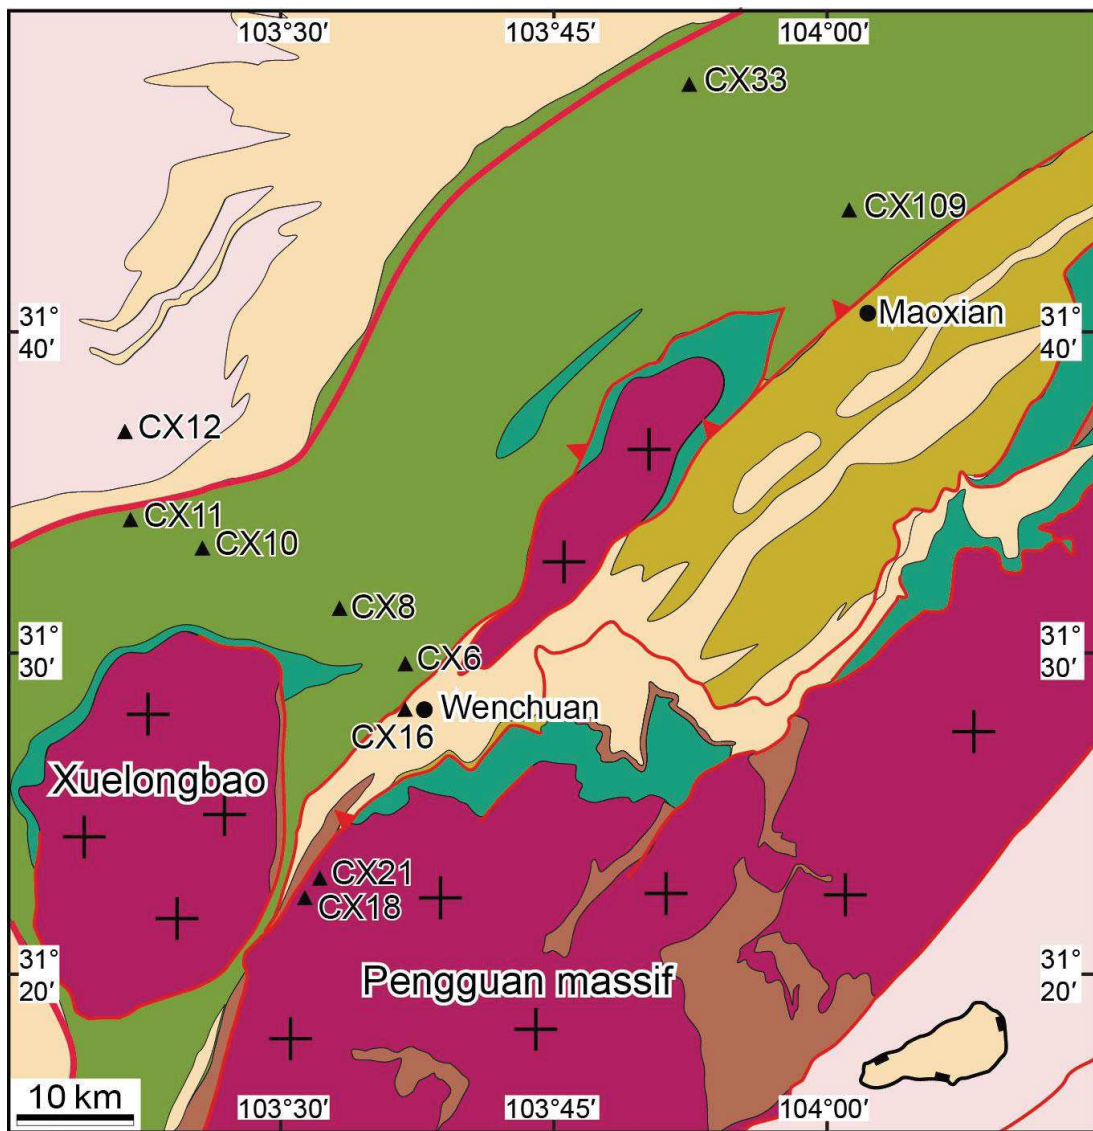 103°30′
103°45′
104°00′
CX33
CX109
31°
40′
Maoxian
31°
40′
CX12
CX11
CX10
CX8
31°
30′
CX6
31°
30′
Wenchuan
CX16
Xuelongbao
CX21
CX18
31°
20′
Pengguan massif
31°
20′
10 km
103°30′
103°45′
104°00′